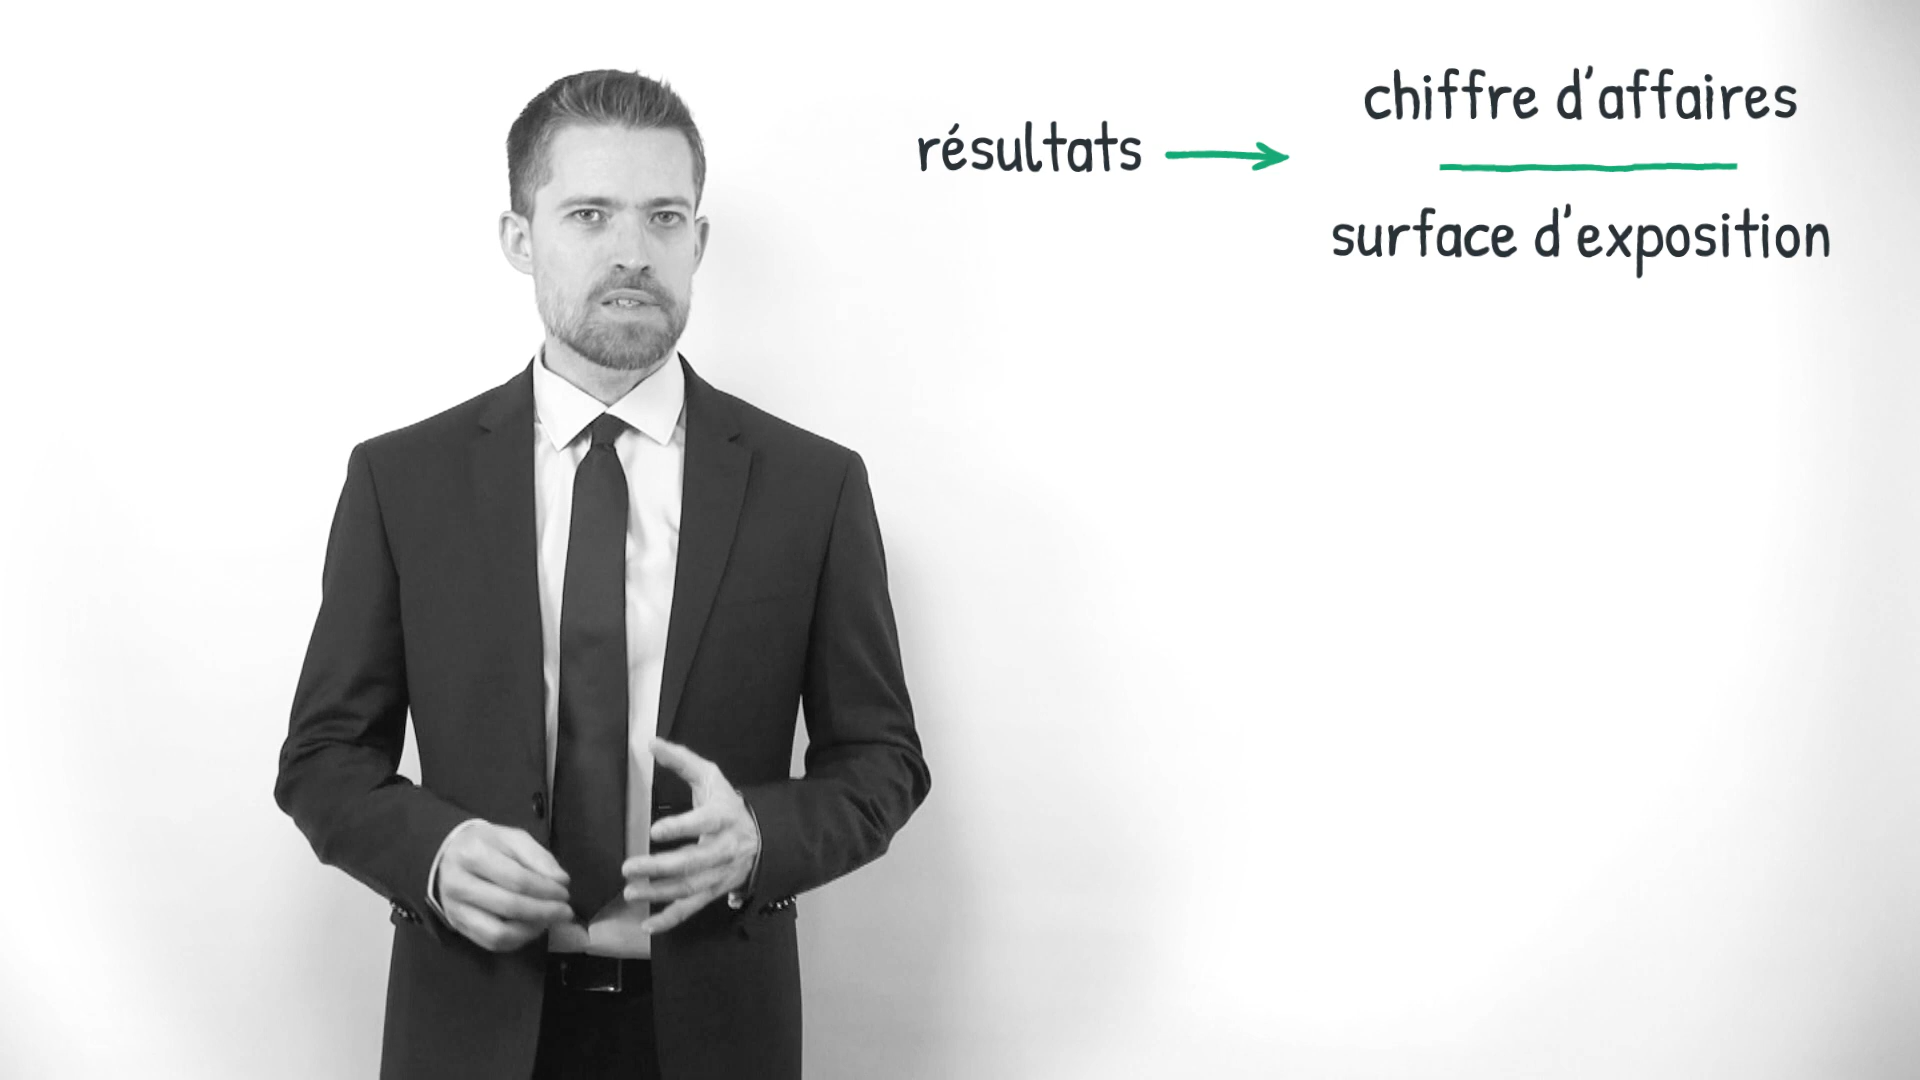 résultats
chiffre d'affaires
surface d'exposition